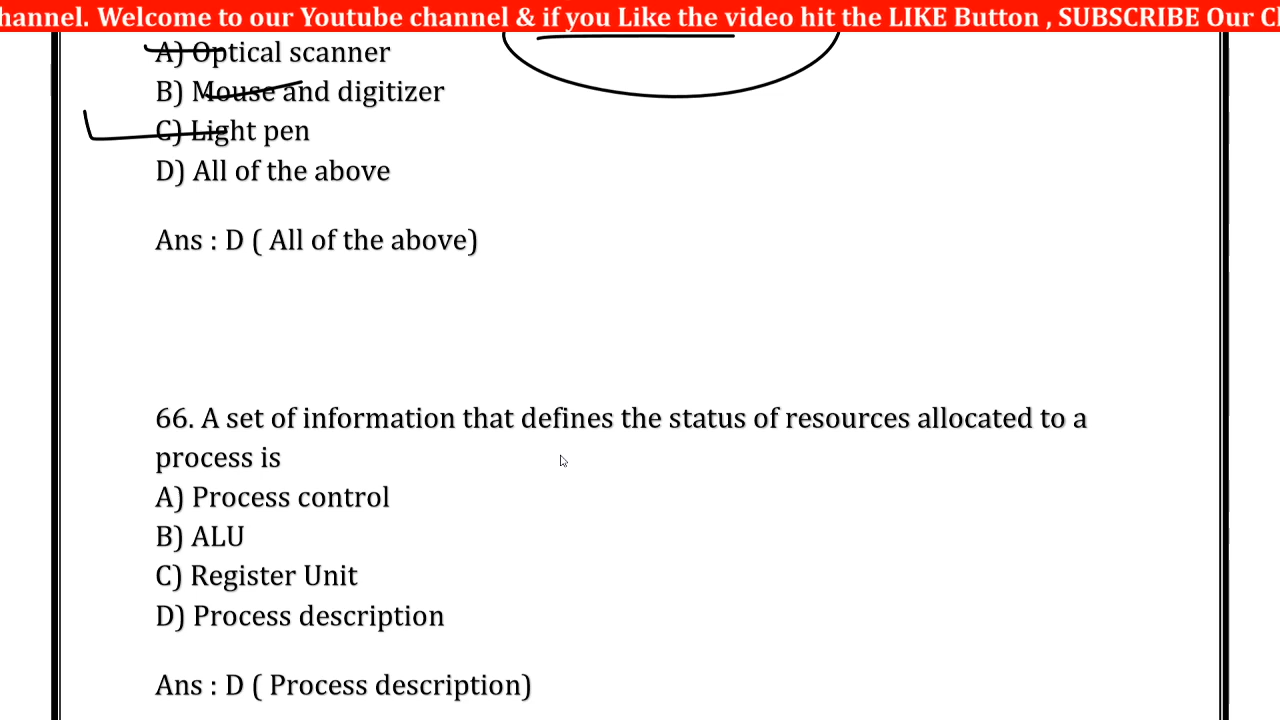 hannel. Welcome to our Youtube channel & if you Like the video hit the LIKE Button , SUBSCRIBE Our C
A) Optical scanner
B) Mouse and digitizer
C) Light pen
D) All of the above
Ans : D ( All of the above)
66. A set of information that defines the status of resources allocated to a
process is
A) Process control
B) ALU
C) Register Unit
D) Process description
Ans : D ( Process description)